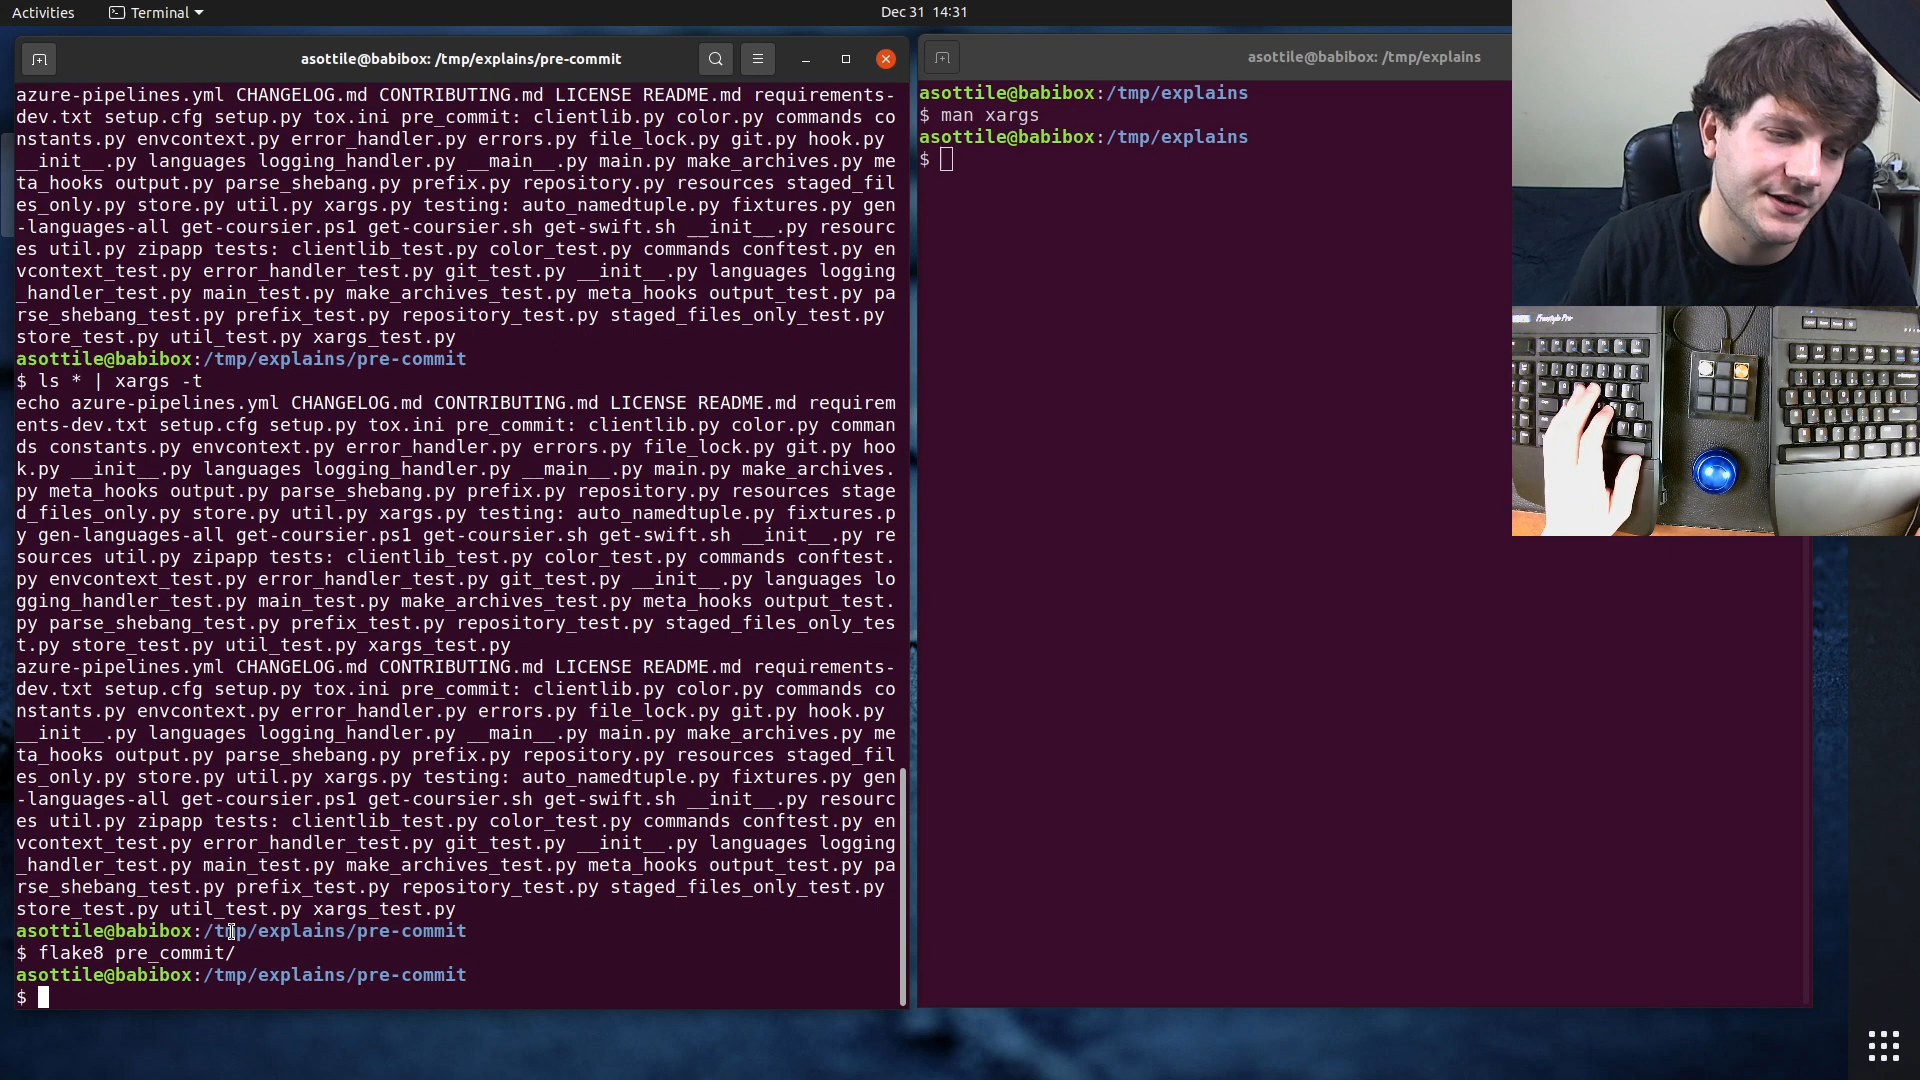 Activities
Terminal
Dec 31 14:31
asottile@babibox: /tmp/explains/pre-commit
azure-pipelines.yml CHANGELOG.md CONTRIBUTING.md LICENSE README.md requirements-
dev.txt setup.cfg setup.py tox.ini pre_commit: clientlib.py color.py commands co
nstants.py envcontext.py error_handler.py errors.py file_lock.py git.py hook.py
__init__.py languages logging_handler.py __main__.py main.py make_archives.py me
ta_hooks output.py parse_shebang.py prefix.py repository.py resources staged_fil
es_only.py store.py util.py xargs.py testing: auto_namedtuple.py fixtures.py gen
-languages-all get-coursier.ps1 get-coursier.sh get-swift.sh __init__.py resourc
es util.py zipapp tests: clientlib_test.py color_test.py commands conftest.py en
vcontext_test.py error_handler_test.py git_test.py __init__.py languages logging
_handler_test.py main_test.py make_archives_test.py meta_hooks output_test.py pa
rse_shebang_test.py prefix_test.py repository_test.py staged_files_only_test.py
store_test.py util_test.py xargs_test.py
asottile@babibox:/tmp/explains/pre-commit
$ ls * | xargs -t
echo azure-pipelines.yml CHANGELOG.md CONTRIBUTING.md LICENSE README.md requirem
ents-dev.txt setup.cfg setup.py tox.ini pre_commit: clientlib.py color.py comman
ds constants.py envcontext.py error_handler.py errors.py file_lock.py git.py hoo
k.py __init__.py languages logging_handler.py __main__.py main.py make_archives.
py meta_hooks output.py parse_shebang.py prefix.py repository.py resources stage
d_files_only.py store.py util.py xargs.py testing: auto_namedtuple.py fixtures.p
y gen-languages-all get-coursier.ps1 get-coursier.sh get-swift.sh __init__.py re
sources util.py zipapp tests: clientlib_test.py color_test.py commands conftest.
py envcontext_test.py error_handler_test.py git_test.py __init__.py languages lo
gging_handler_test.py main_test.py make_archives_test.py meta_hooks output_test.
py parse_shebang_test.py prefix_test.py repository_test.py staged_files_only_tes
t.py store_test.py util_test.py xargs_test.py
azure-pipelines.yml CHANGELOG.md CONTRIBUTING.md LICENSE README.md requirements-
dev.txt setup.cfg setup.py tox.ini pre_commit: clientlib.py color.py commands co
nstants.py envcontext.py error_handler.py errors.py file_lock.py git.py hook.py
__init__.py languages logging_handler.py __main__.py main.py make_archives.py me
ta_hooks output.py parse_shebang.py prefix.py repository.py resources staged_fil
es_only.py store.py util.py xargs.py testing: auto_namedtuple.py fixtures.py gen
-languages-all get-coursier.ps1 get-coursier.sh get-swift.sh __init__.py resourc
es util.py zipapp tests: clientlib_test.py color_test.py commands conftest.py en
vcontext_test.py error_handler_test.py git_test.py __init__.py languages logging
_handler_test.py main_test.py make_archives_test.py meta_hooks output_test.py pa
rse_shebang_test.py prefix_test.py repository_test.py staged_files_only_test.py
store_test.py util_test.py xargs_test.py
asottile@babibox:/tmp/explains/pre-commit
$ flake8 pre_commit/
asottile@babibox:/tmp/explains/pre-commit
$
asottile@babibox: /tmp/explains
asottile@babibox:/tmp/explains
$ man xargs
asottile@babibox:/tmp/explains
$
Freestyle Pro